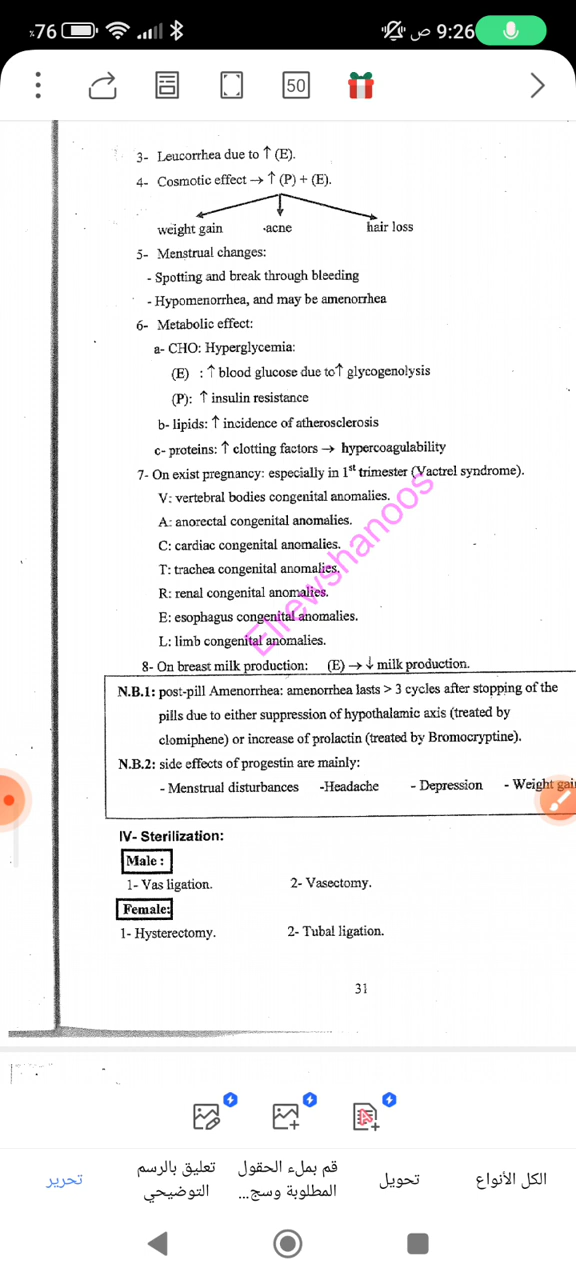 %76
9:26 ص
50
3- Leucorrhea due to ↑ (E).
4- Cosmotic effect → ↑ (P) + (E).
weight gain ·acne hair loss
5- Menstrual changes:
- Spotting and break through bleeding
- Hypomenorrhea, and may be amenorrhea
6- Metabolic effect:
a- CHO: Hyperglycemia:
(E) : ↑ blood glucose due to↑ glycogenolysis
(P): ↑ insulin resistance
b- lipids: ↑ incidence of atherosclerosis
c- proteins: ↑ clotting factors → hypercoagulability
7- On exist pregnancy: especially in 1st trimester (Vactrel syndrome).
V: vertebral bodies congenital anomalies.
A: anorectal congenital anomalies.
C: cardiac congenital anomalies.
T: trachea congenital anomalies.
R: renal congenital anomalies.
E: esophagus congenital anomalies.
L: limb congenital anomalies.
Elrewshanoos
8- On breast milk production: (E) → ↓ milk production.
N.B.1: post-pill Amenorrhea: amenorrhea lasts > 3 cycles after stopping of the
pills due to either suppression of hypothalamic axis (treated by
clomiphene) or increase of prolactin (treated by Bromocryptine).
N.B.2: side effects of progestin are mainly:
- Menstrual disturbances -Headache - Depression - Weight gai
IV- Sterilization:
Male :
1- Vas ligation. 2- Vasectomy.
Female:
1- Hysterectomy. 2- Tubal ligation.
31
الكل الأنواع
تحويل
قم بملء الحقول
المطلوبة وسج...
تعليق بالرسم
التوضيحي
تحرير